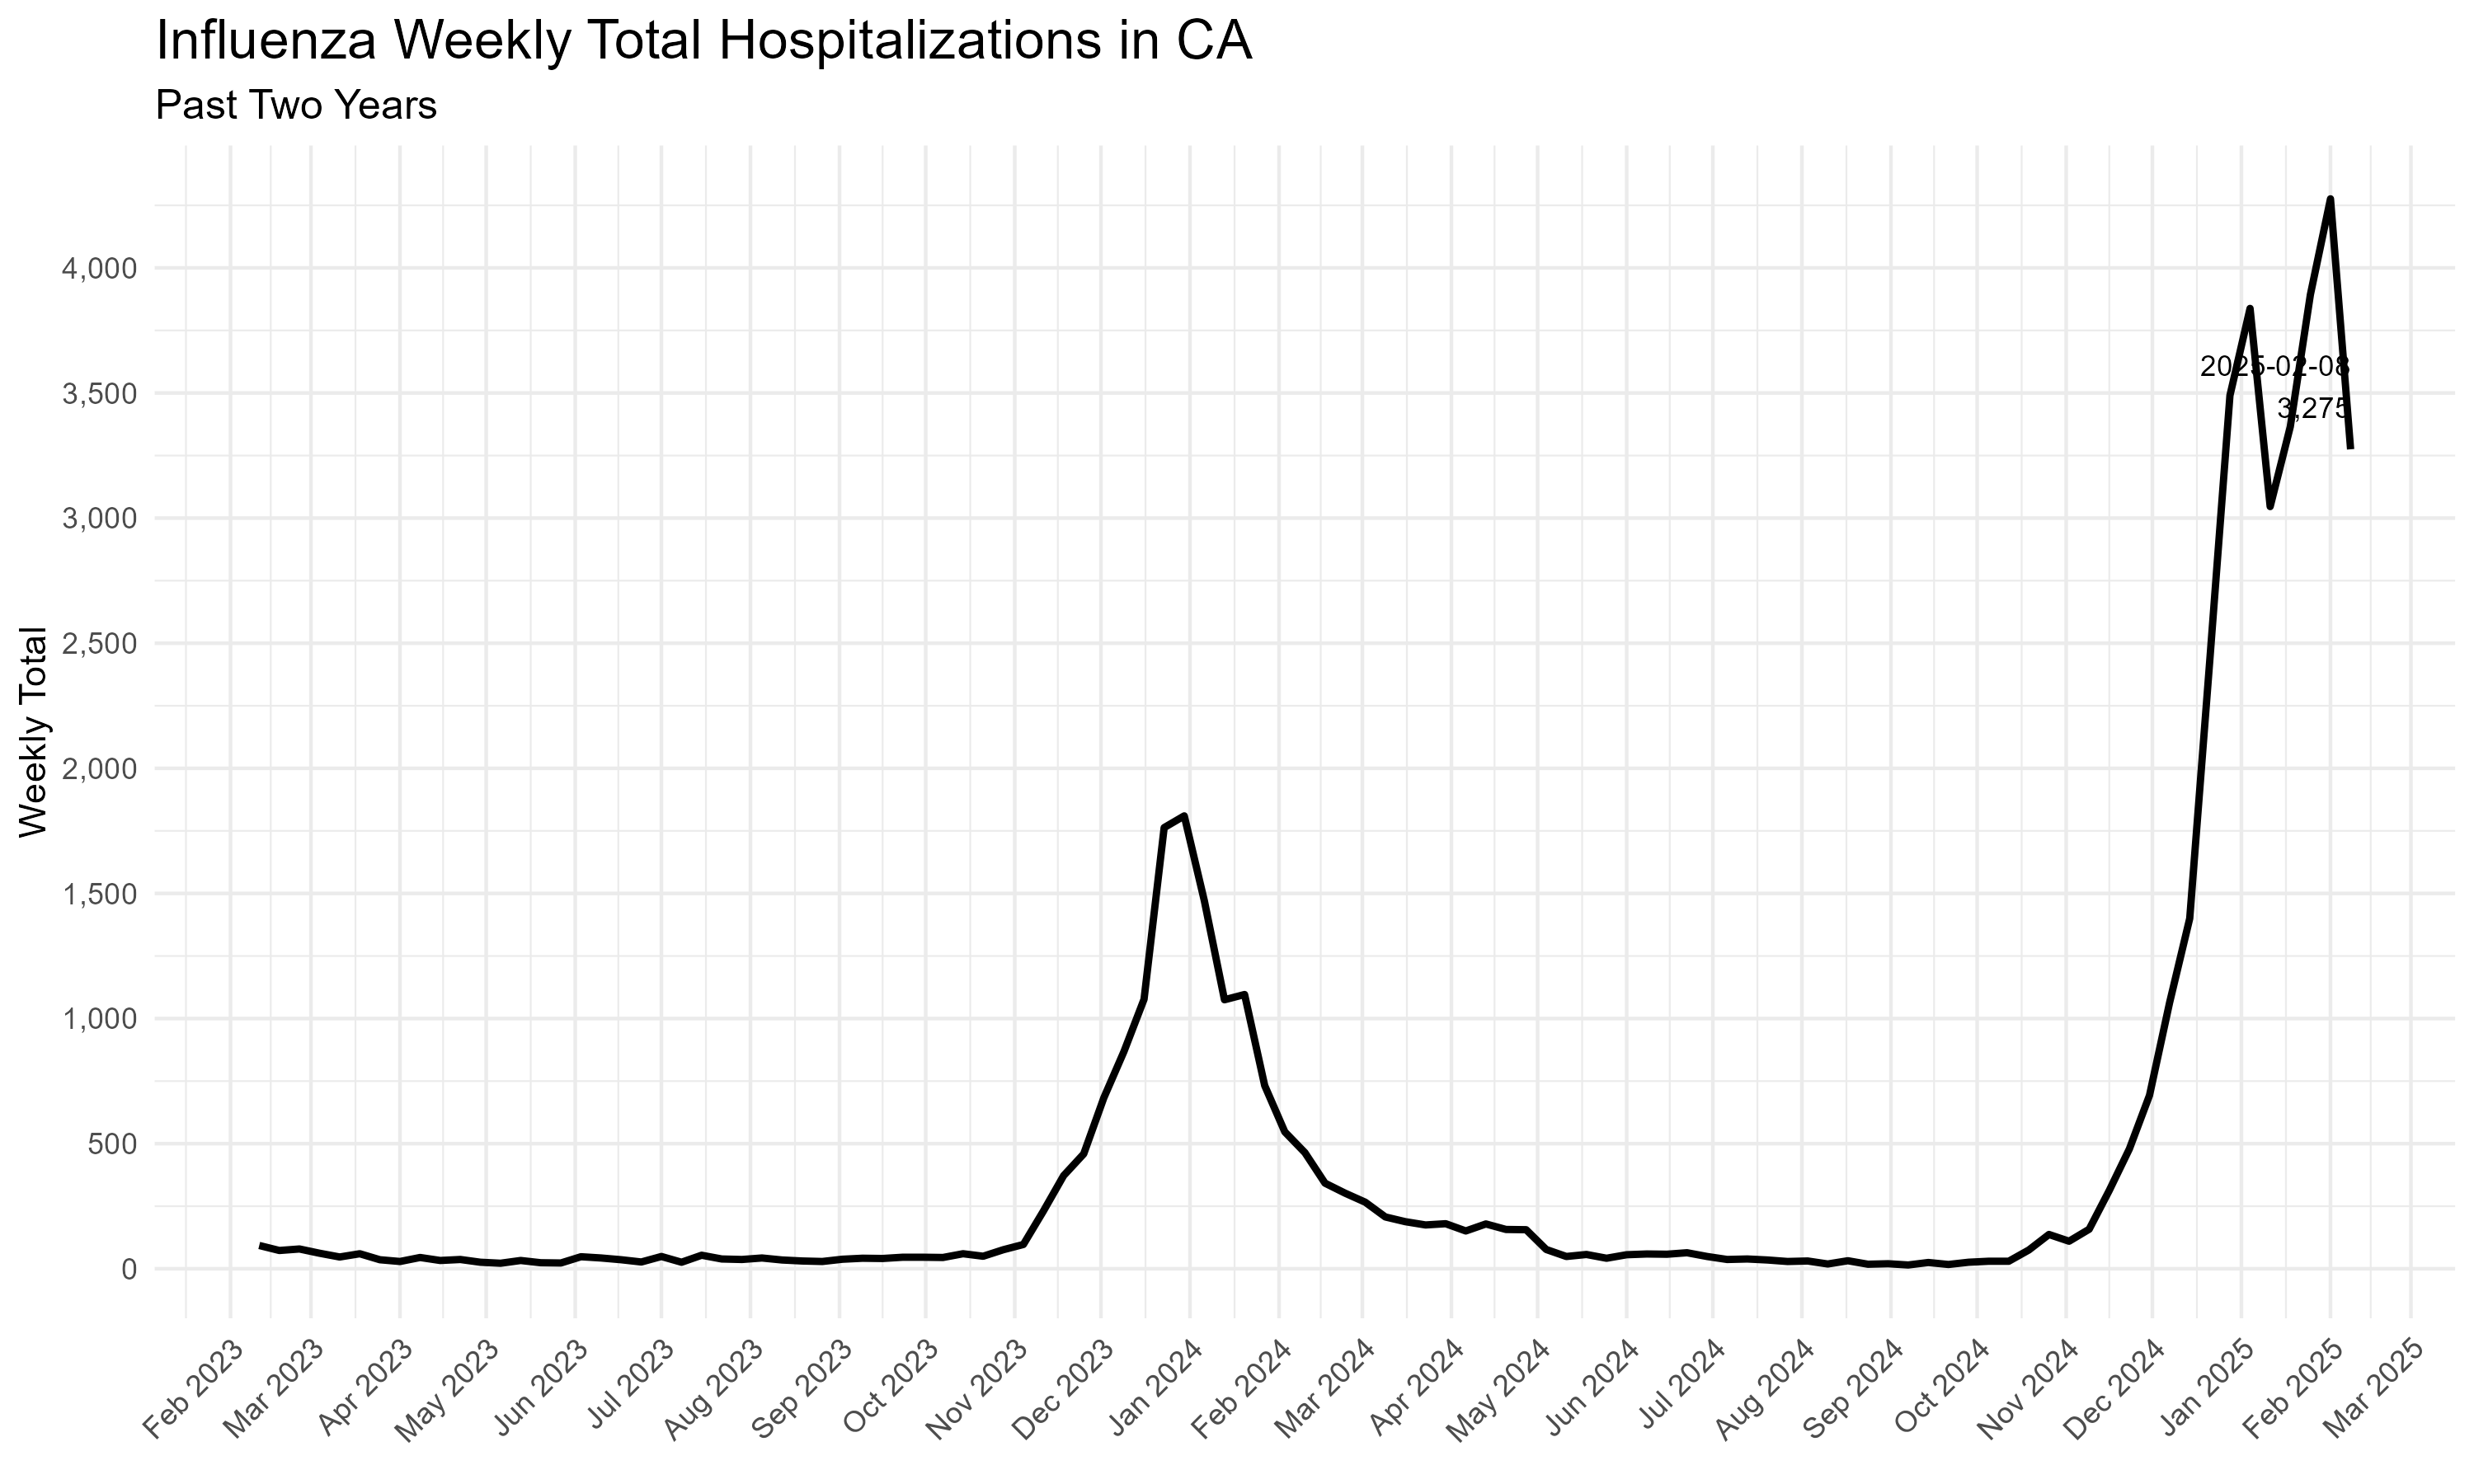 Influenza Weekly Total Hospitalizations in CA
Past Two Years
Weekly Total
4,000
3,500
3,000
2,500
2,000
1,500
1,000
500
0
2025-02-08
3,275
Feb 2023
Mar 2023
Apr 2023
May 2023
Jun 2023
Jul 2023
Aug 2023
Sep 2023
Oct 2023
Nov 2023
Dec 2023
Jan 2024
Feb 2024
Mar 2024
Apr 2024
May 2024
Jun 2024
Jul 2024
Aug 2024
Sep 2024
Oct 2024
Nov 2024
Dec 2024
Jan 2025
Feb 2025
Mar 2025